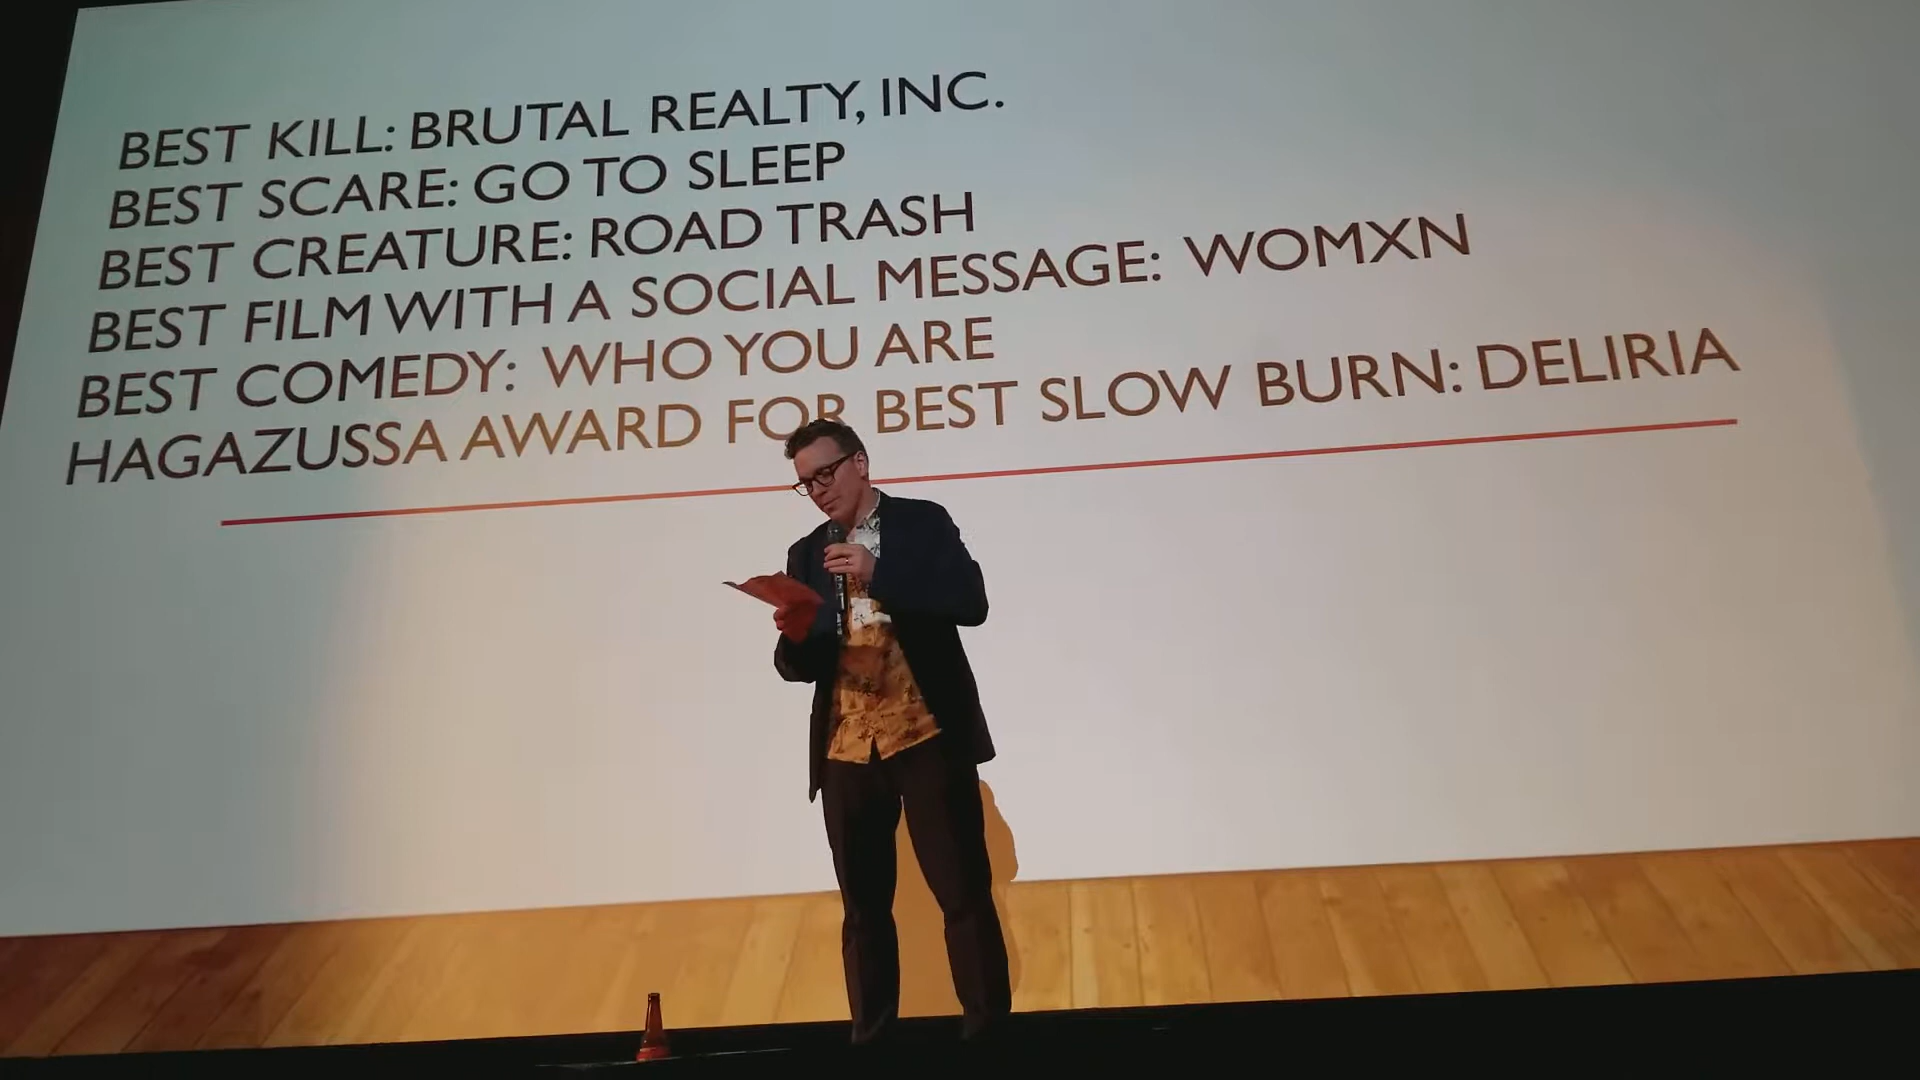 BEST KILL: BRUTAL REALTY, INC.
BEST SCARE: GO TO SLEEP
BEST CREATURE: ROAD TRASH
BEST FILM WITH A SOCIAL MESSAGE: WOMXN
BEST COMEDY: WHO YOU ARE
HAGAZUSSA AWARD FOR BEST SLOW BURN: DELIRIA